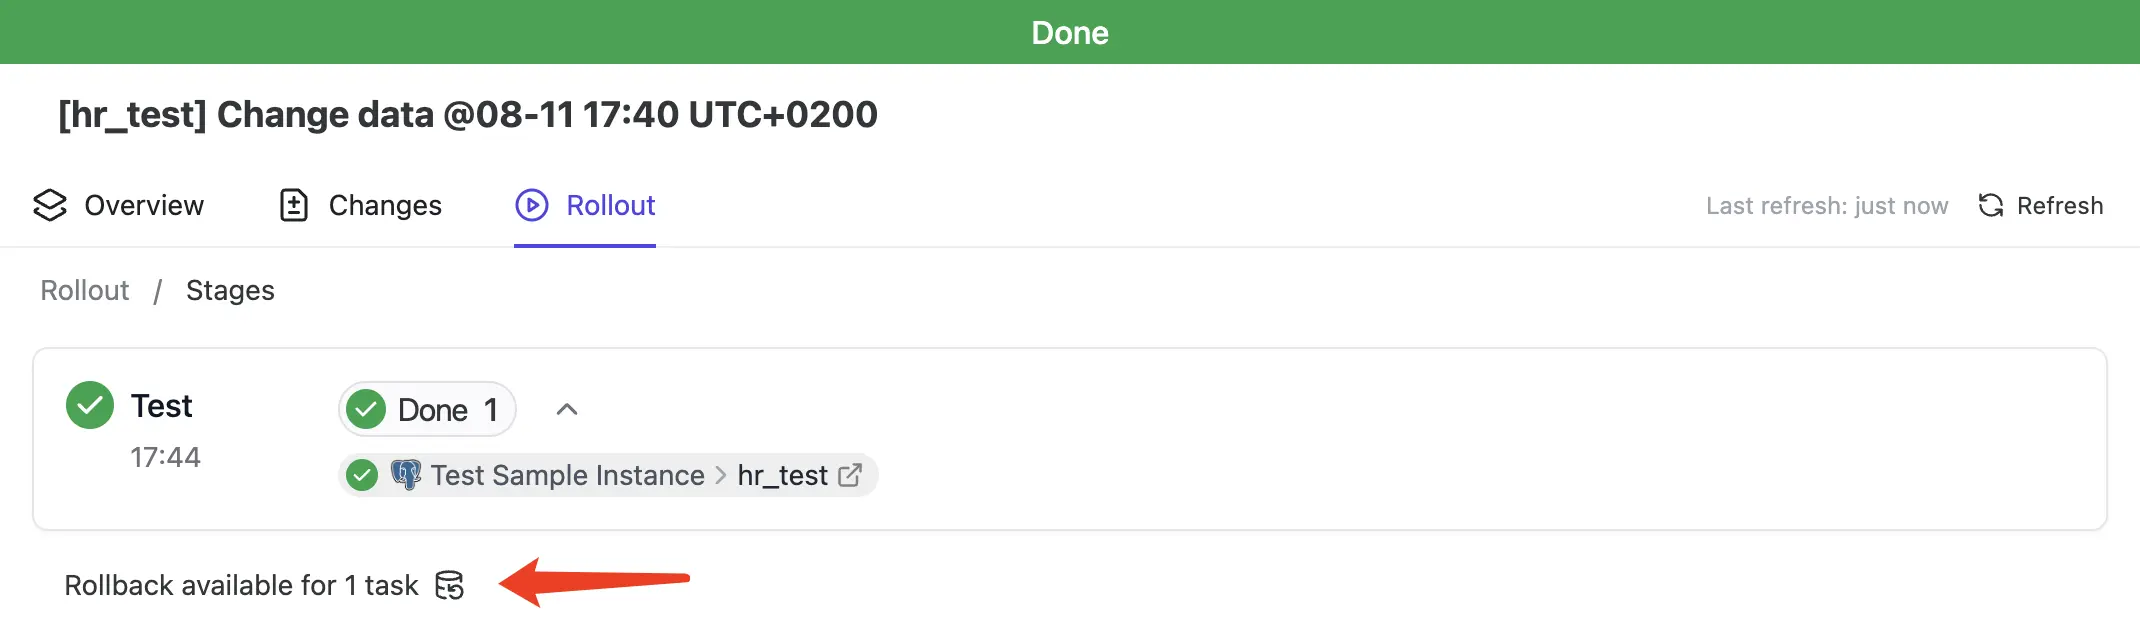 Done
[hr_test] Change data @08-11 17:40 UTC+0200
Overview Changes Rollout Last refresh: just now Refresh
Rollout / Stages
Test Done 1
17:44
Test Sample Instance > hr_test
Rollback available for 1 task